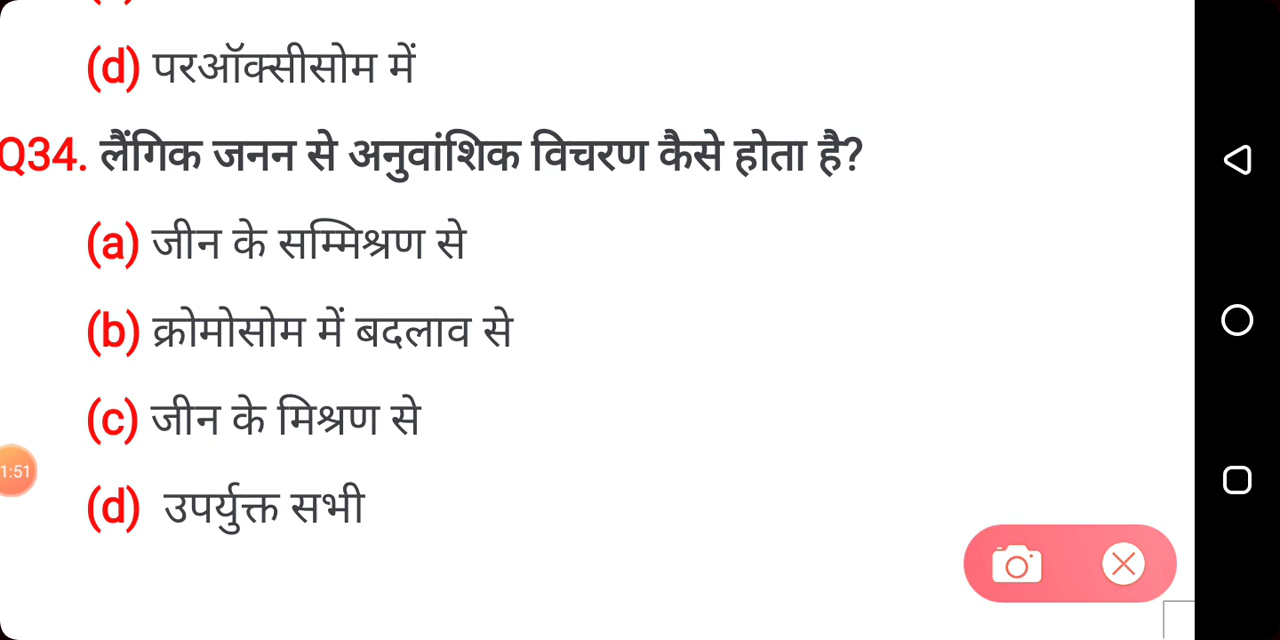 (d) परऑक्सीसोम में
Q34. लैंगिक जनन से अनुवांशिक विचरण कैसे होता है?
(a) जीन के सम्मिश्रण से
(b) क्रोमोसोम में बदलाव से
(c) जीन के मिश्रण से
1:51
(d) उपर्युक्त सभी